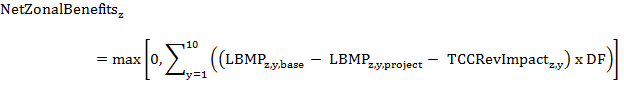 NetZonalBenefits_z
= max [0, ∑_{y=1}^{10} ((LBMP_{z,y,base} − LBMP_{z,y,project} − TCCRevImpact_{z,y}) x DF)]